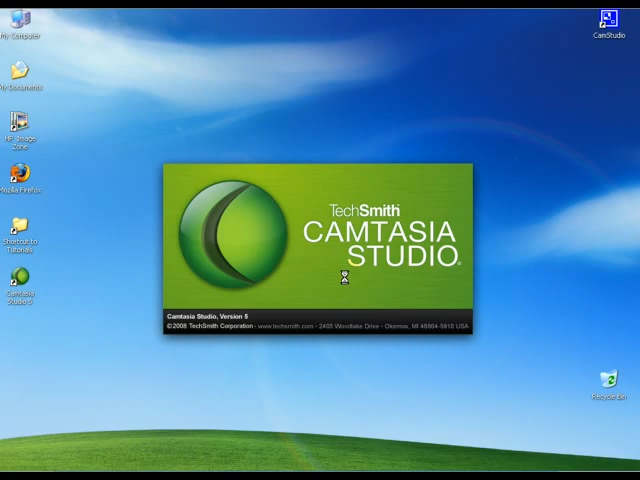 My Computer
CamStudio
My Documents
HP Image
Zone
Mozilla Firefox
Shortcut to
Tutorials
Camtasia
Studio 5
TechSmith
CAMTASIA
STUDIO®
Camtasia Studio, Version 5
©2008 TechSmith Corporation - www.techsmith.com - 2405 Woodlake Drive - Okemos, MI 48864-5910 USA
Recycle Bin